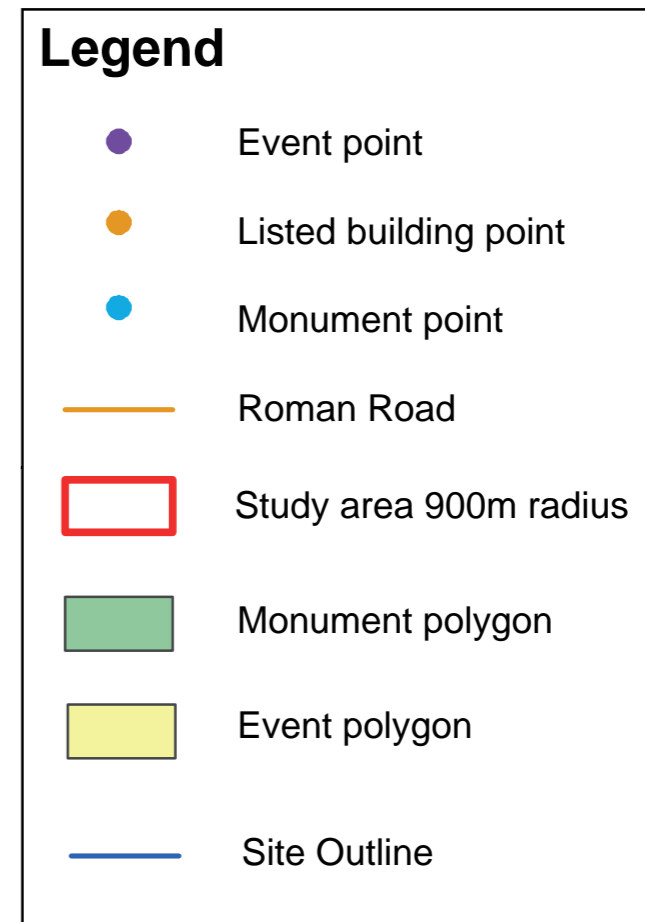 Legend
Event point
Listed building point
Monument point
Roman Road
Study area 900m radius
Monument polygon
Event polygon
Site Outline